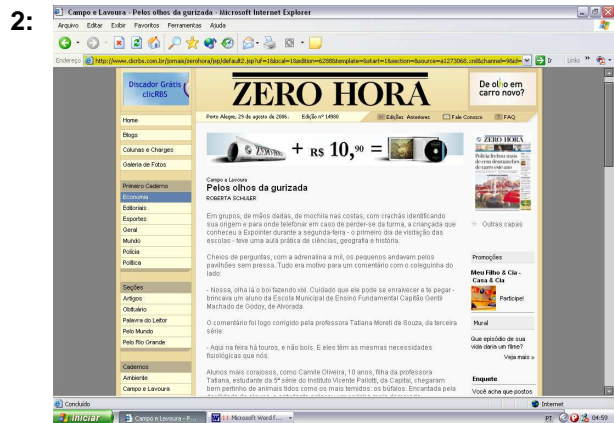 2:
Campo e Lavoura - Pelos olhos da gurizada - Microsoft Internet Explorer
Arquivo Editar Exibir Favoritos Ferramentas Ajuda
Endereço
Ir Links
Discador Grátis
clicRBS
ZERO HORA
De olho em
carro novo?
Porto Alegre, 29 de agosto de 2006. Edição nº 14980
Edições Anteriores Fale Conosco FAQ
Home
Blogs
Colunas e Charges
Galeria de Fotos
Primeiro Caderno
Economia
Editoriais
Esportes
Geral
Mundo
Polícia
Política
Seções
Artigos
Obituário
Palavra do Leitor
Pelo Mundo
Pelo Rio Grande
Cadernos
Ambiente
Campo e Lavoura
+ R$ 10,90 =
Campo e Lavoura
Pelos olhos da gurizada
ROBERTA SCHULER
Em grupos, de mãos dadas, de mochila nas costas, com crachás identificando
sua origem e para onde telefonar em caso de perder-se da turma, a criançada que
conheceu a Expointer durante a segunda-feira - o primeiro dia de visitação das
escolas - teve uma aula prática de ciências, geografia e história.
Cheios de perguntas, com a adrenalina a mil, os pequenos andavam pelos
pavilhões sem pressa. Tudo era motivo para um comentário com o coleguinha do
lado:
- Nossa, olha lá o boi fazendo xixi. Cuidado que ele pode se enraivecer e te pegar -
brincava um aluno da Escola Municipal de Ensino Fundamental Capitão Gentil
Machado de Godoy, de Alvorada.
O comentário foi logo corrigido pela professora Tatiana Moreti de Souza, da terceira
série:
- Aqui na feira há touros, e não bois. E eles têm as mesmas necessidades
fisiológicas que nós.
Alunos mais corajosos, como Camile Oliveira, 10 anos, filha da professora
Tatiana, estudante da 5ª série do Instituto Vicente Pallotti, da Capital, chegaram
bem pertinho de animais tidos como os mais temidos: os búfalos. Encantada pela
ZERO HORA
Outras capas
Promoções
Meu Filho & Cia -
Casa & Cia
Participe!
Mural
Que episódio de sua
vida daria um filme?
Veja mais »
Enquete
Você acha que postos
Concluído
Internet
Iniciar
Campo e Lavoura - P...
11 Microsoft Word f...
PT
04:59